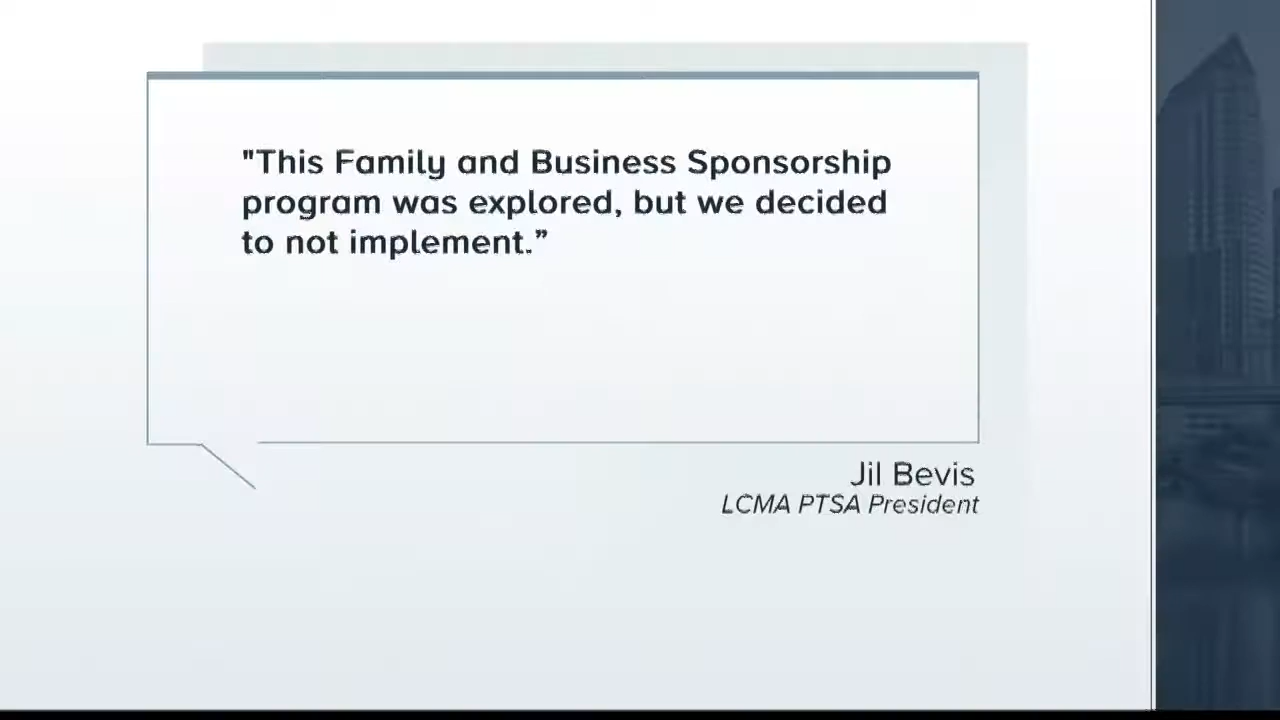 "This Family and Business Sponsorship
program was explored, but we decided
to not implement.”
Jil Bevis
LCMA PTSA President